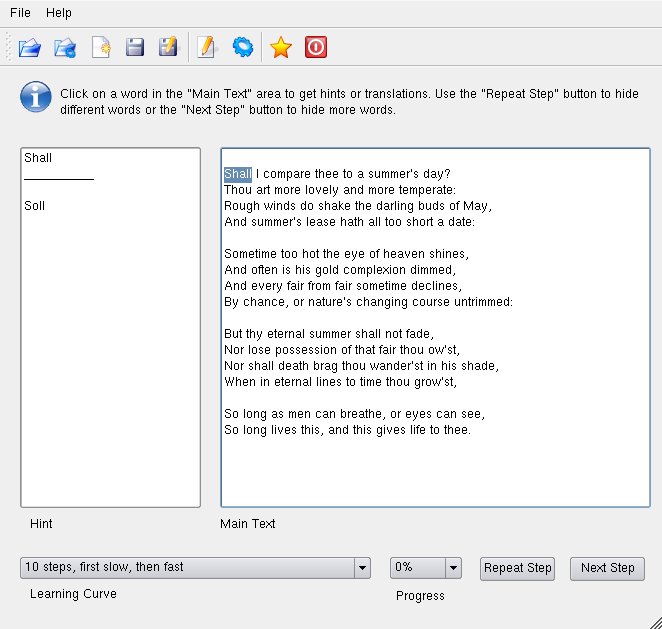 File Help
Click on a word in the "Main Text" area to get hints or translations. Use the "Repeat Step" button to hide
different words or the "Next Step" button to hide more words.
Shall
Soll
Shall I compare thee to a summer's day?
Thou art more lovely and more temperate:
Rough winds do shake the darling buds of May,
And summer's lease hath all too short a date:
Sometime too hot the eye of heaven shines,
And often is his gold complexion dimmed,
And every fair from fair sometime declines,
By chance, or nature's changing course untrimmed:
But thy eternal summer shall not fade,
Nor lose possession of that fair thou ow'st,
Nor shall death brag thou wander'st in his shade,
When in eternal lines to time thou grow'st,
So long as men can breathe, or eyes can see,
So long lives this, and this gives life to thee.
Hint
Main Text
10 steps, first slow, then fast
0%
Repeat Step
Next Step
Learning Curve
Progress